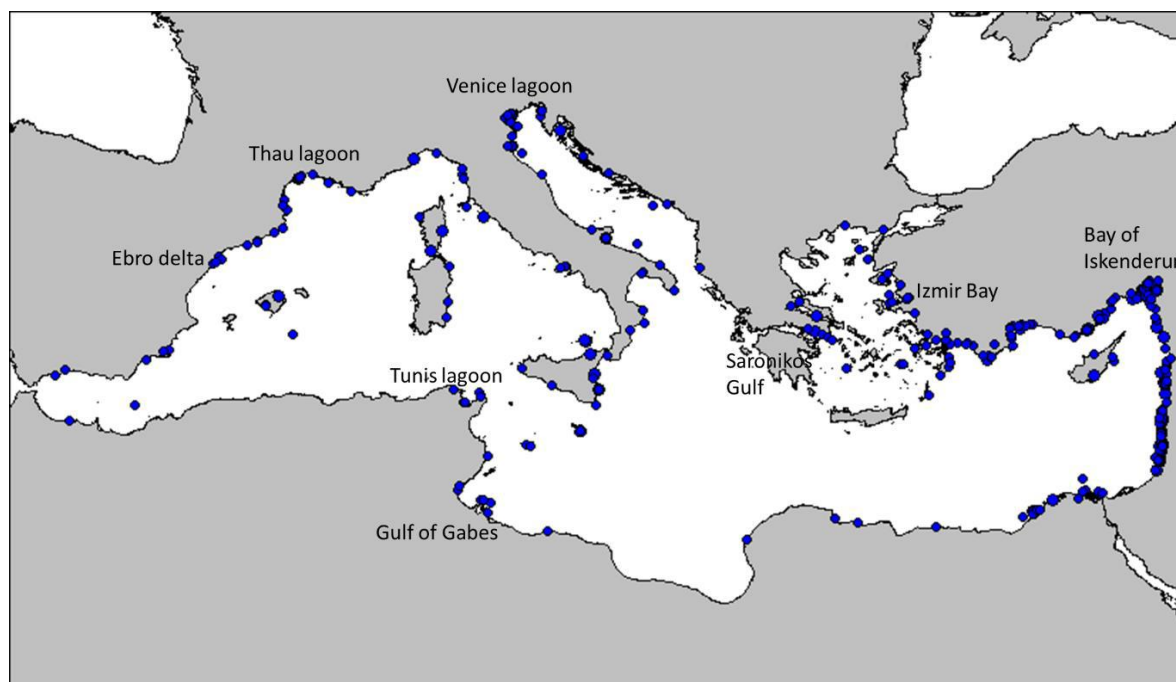 Venice lagoon
Thau lagoon
Ebro delta
Bay of
Iskenderun
Izmir Bay
Saronikos
Gulf
Tunis lagoon
Gulf of Gabes